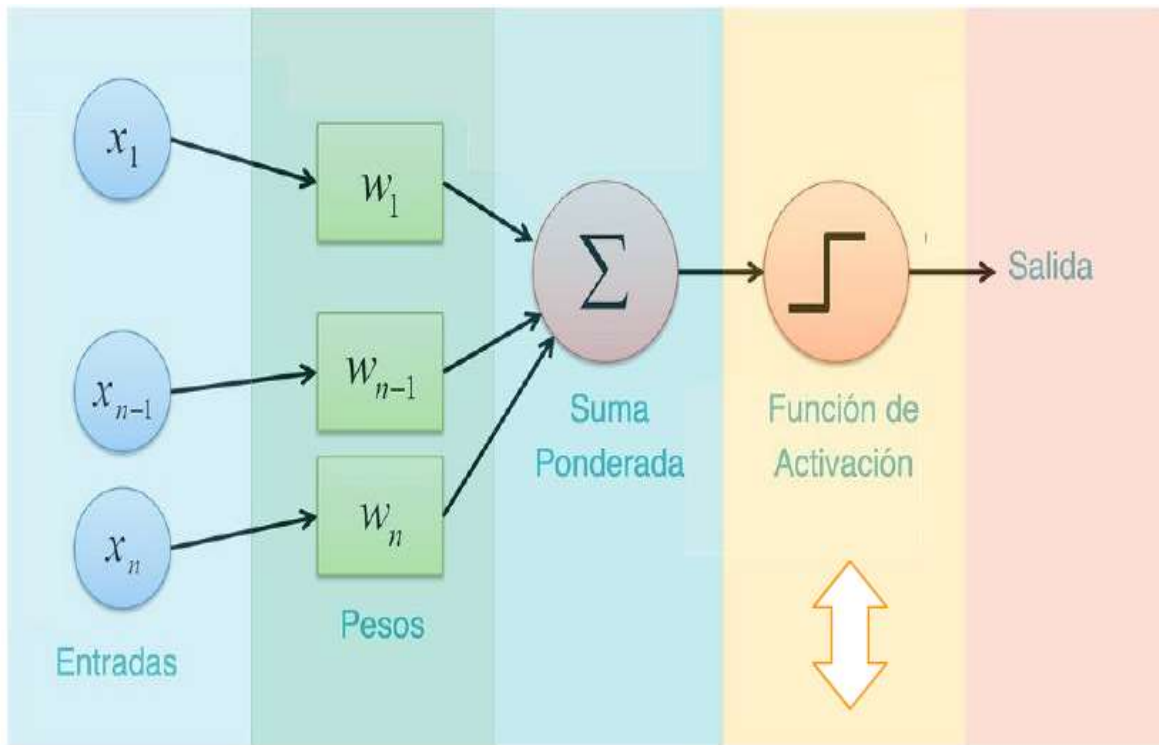 x₁
w₁
∑
Salida
xₙ₋₁
wₙ₋₁
Suma
Ponderada
Función de
Activación
xₙ
wₙ
Pesos
Entradas